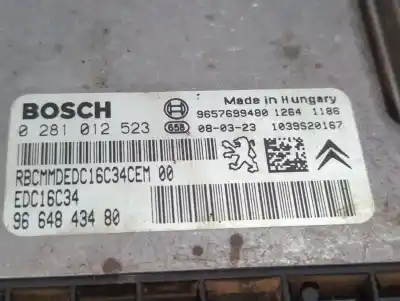 BOSCH
Made in Hungary
9657699480 1264 1186
0 281 012 523
658 08-03-23 1039S20167
RBCMMDEDC16C34CEM 00
EDC16C34
96 648 434 80